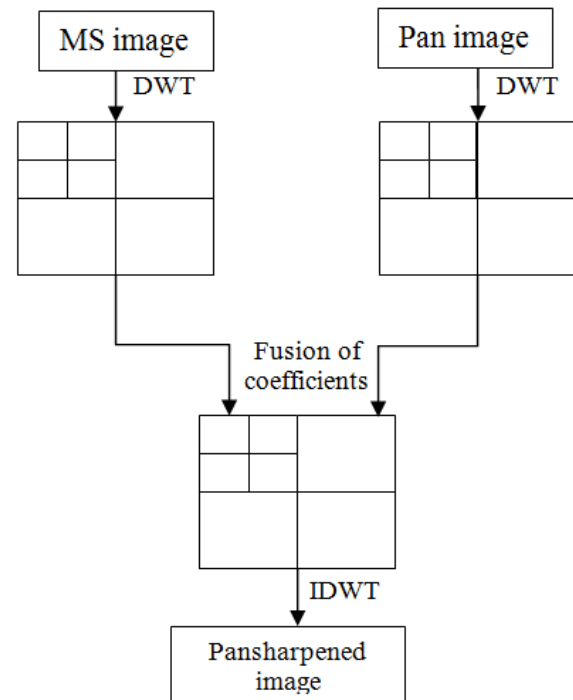 MS image
Pan image
DWT
DWT
Fusion of
coefficients
IDWT
Pansharpened
image